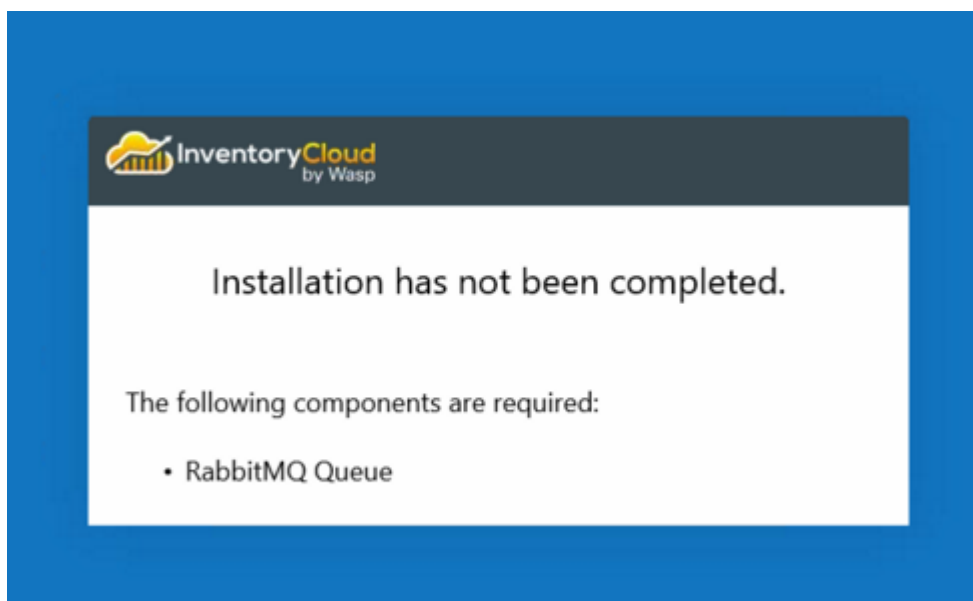 InventoryCloud
by Wasp
Installation has not been completed.
The following components are required:
• RabbitMQ Queue